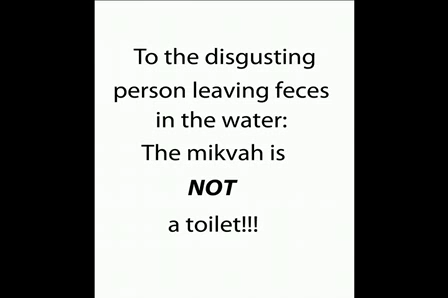 To the disgusting
person leaving feces
in the water:
The mikvah is
NOT
a toilet!!!